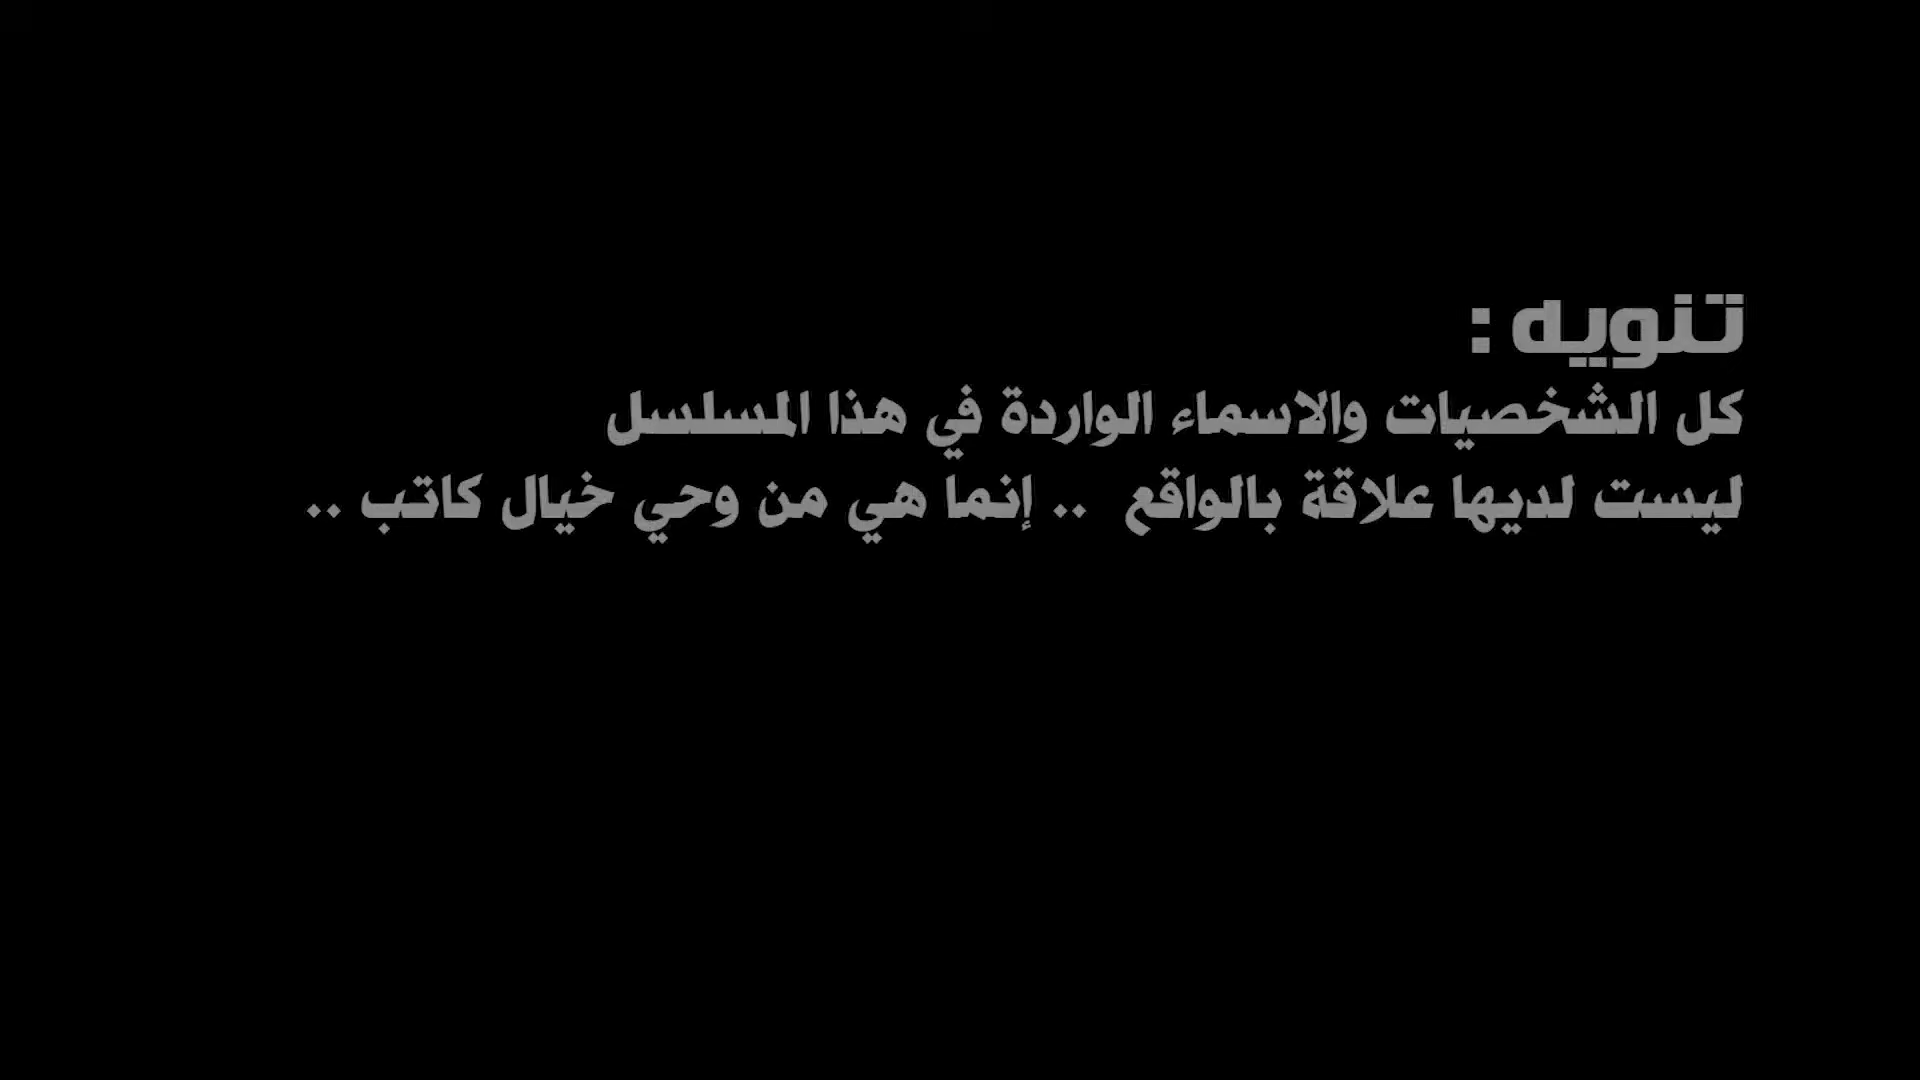 تنويه :
كل الشخصيات والاسماء الواردة في هذا المسلسل
ليست لديها علاقة بالواقع .. إنما هي من وحي خيال كاتب ..